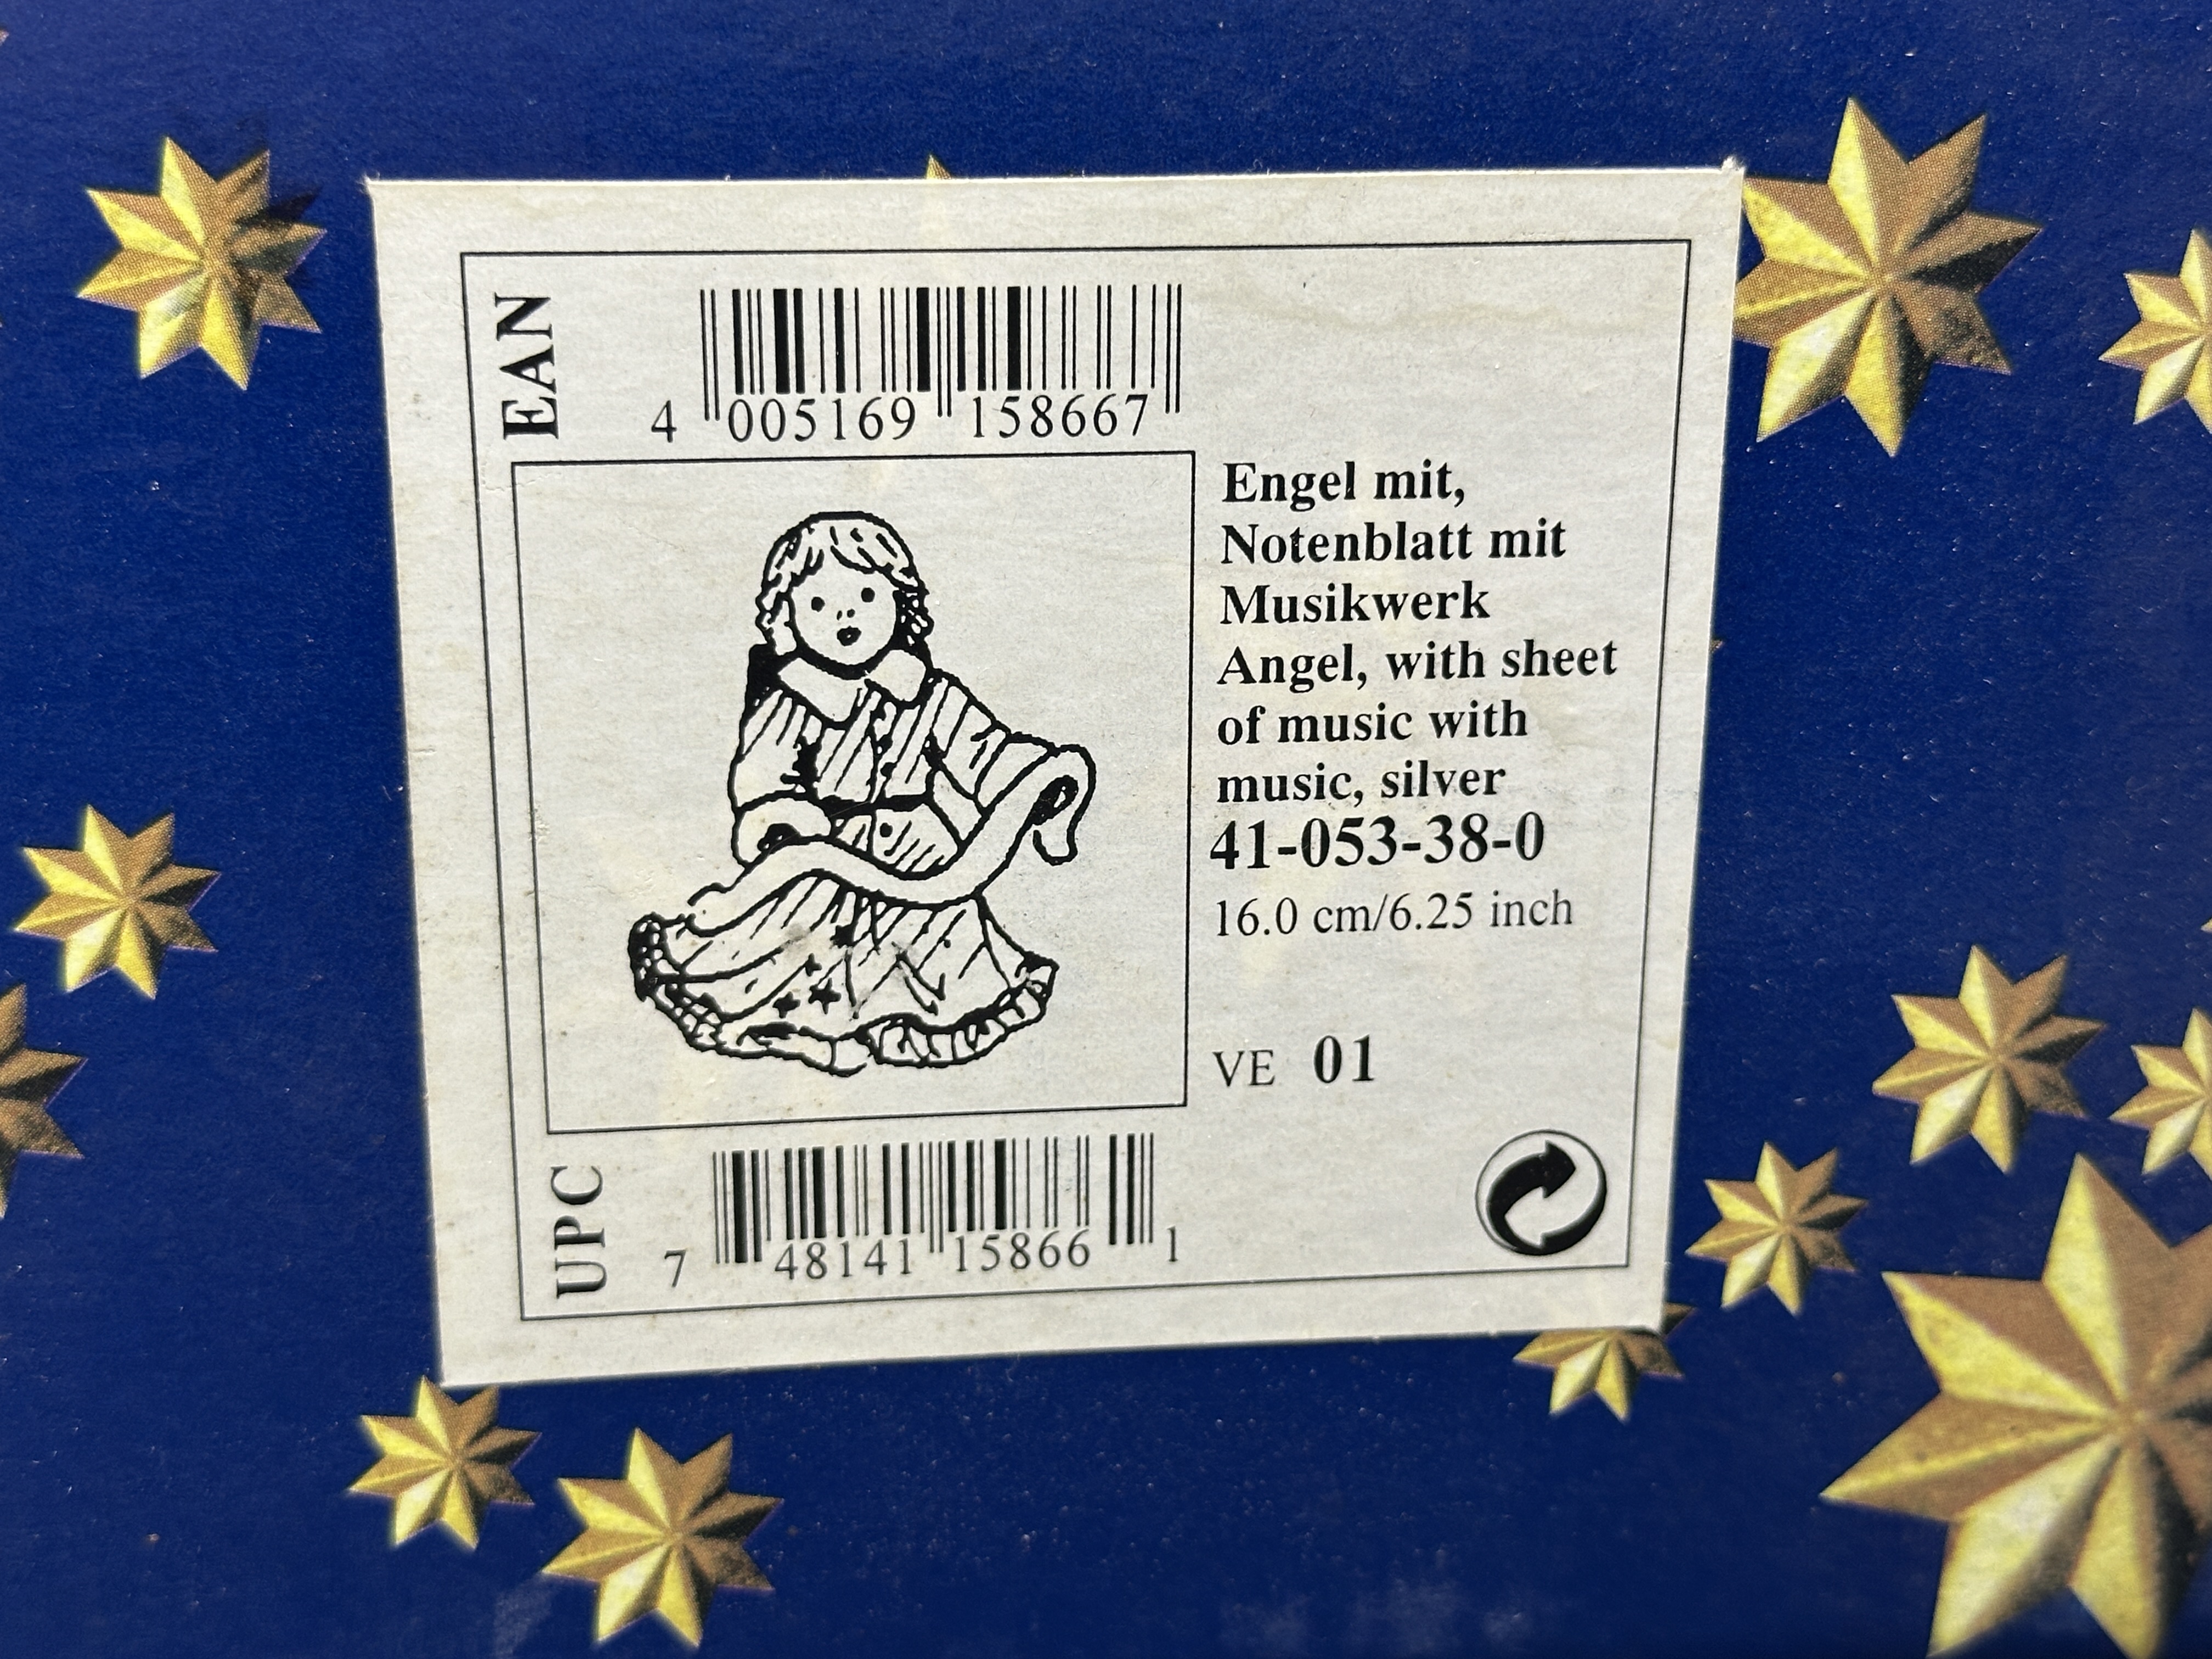 EAN
4 005169 158667
Engel mit,
Notenblatt mit
Musikwerk
Angel, with sheet
of music with
music, silver
41-053-38-0
16.0 cm/6.25 inch
VE 01
UPC
7 48141 15866 1